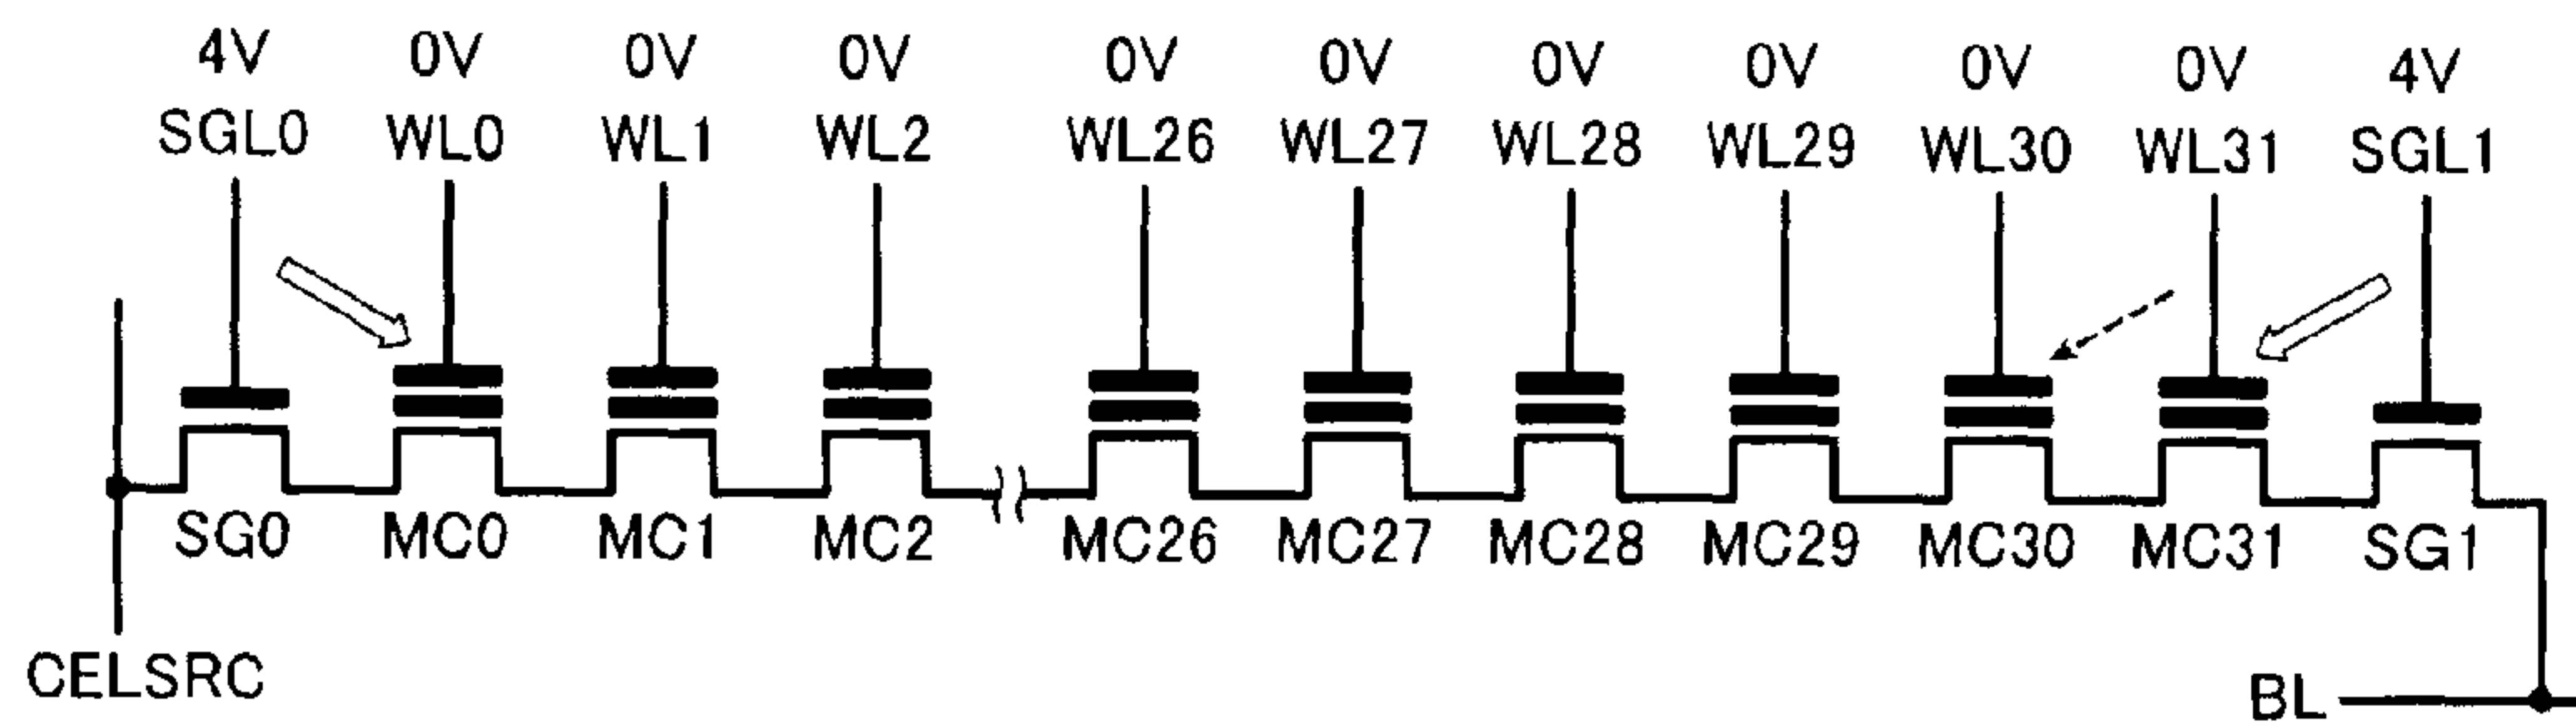 4V 0V 0V 0V 0V 0V 0V 0V 0V 0V 4V
SGL0 WL0 WL1 WL2 WL26 WL27 WL28 WL29 WL30 WL31 SGL1
SG0 MC0 MC1 MC2 MC26 MC27 MC28 MC29 MC30 MC31 SG1
CELSRC
BL